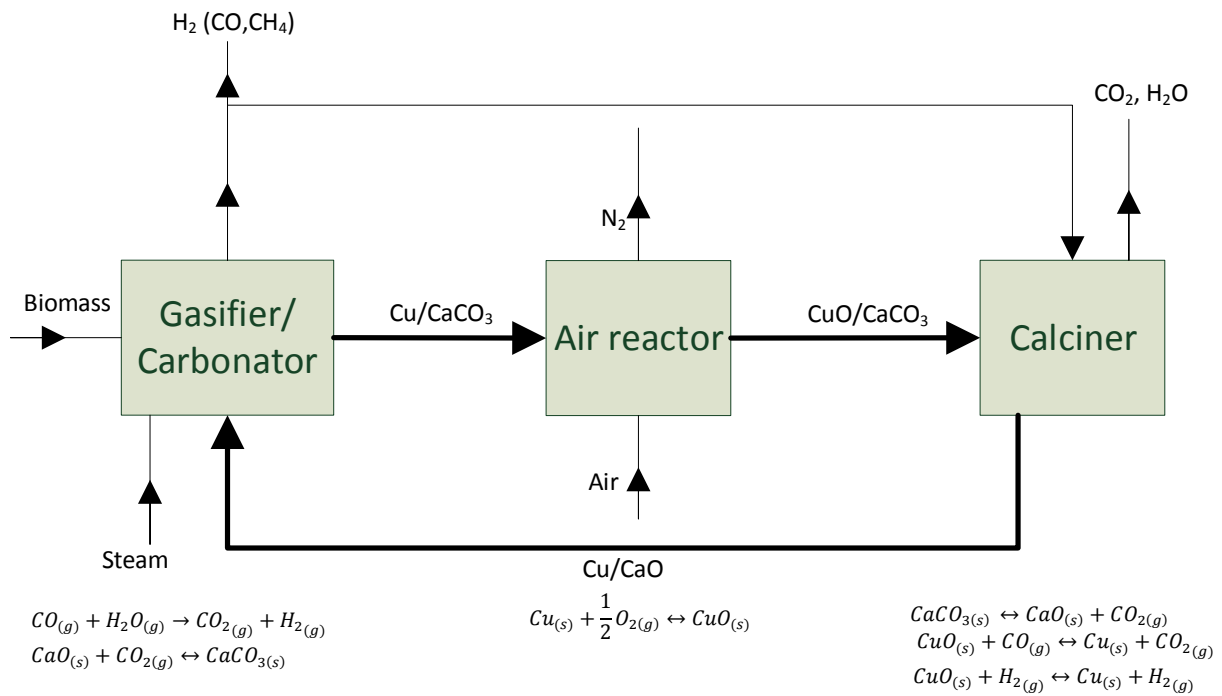 H₂ (CO,CH₄)
CO₂, H₂O
N₂
Biomass
Gasifier/
Carbonator
Cu/CaCO₃
Air reactor
CuO/CaCO₃
Calciner
Air
Steam
Cu/CaO
CO₍g₎ + H₂O₍g₎ → CO₂₍g₎ + H₂₍g₎
CaO₍s₎ + CO₂₍g₎ ↔ CaCO₃₍s₎
Cu₍s₎ + 1/2 O₂₍g₎ ↔ CuO₍s₎
CaCO₃₍s₎ ↔ CaO₍s₎ + CO₂₍g₎
CuO₍s₎ + CO₍g₎ ↔ Cu₍s₎ + CO₂₍g₎
CuO₍s₎ + H₂₍g₎ ↔ Cu₍s₎ + H₂₍g₎